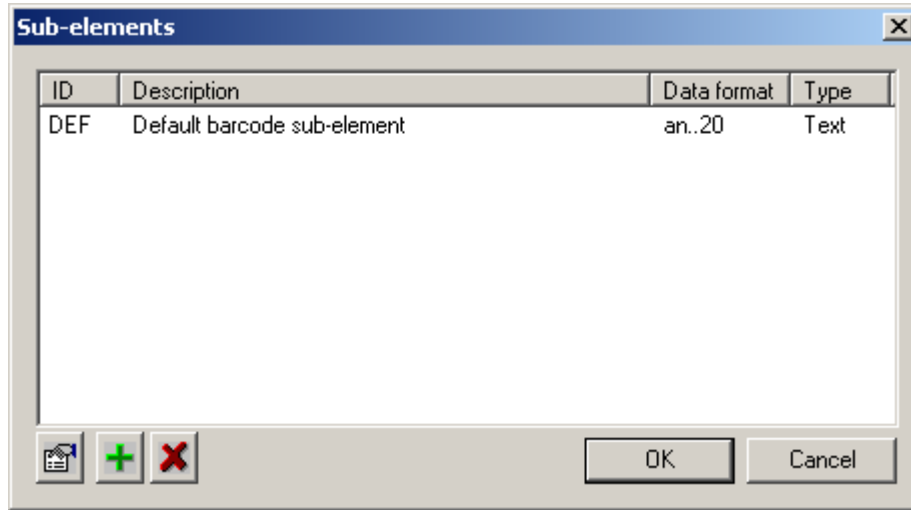 Sub-elements
ID Description Data format Type
DEF Default barcode sub-element an..20 Text
OK Cancel